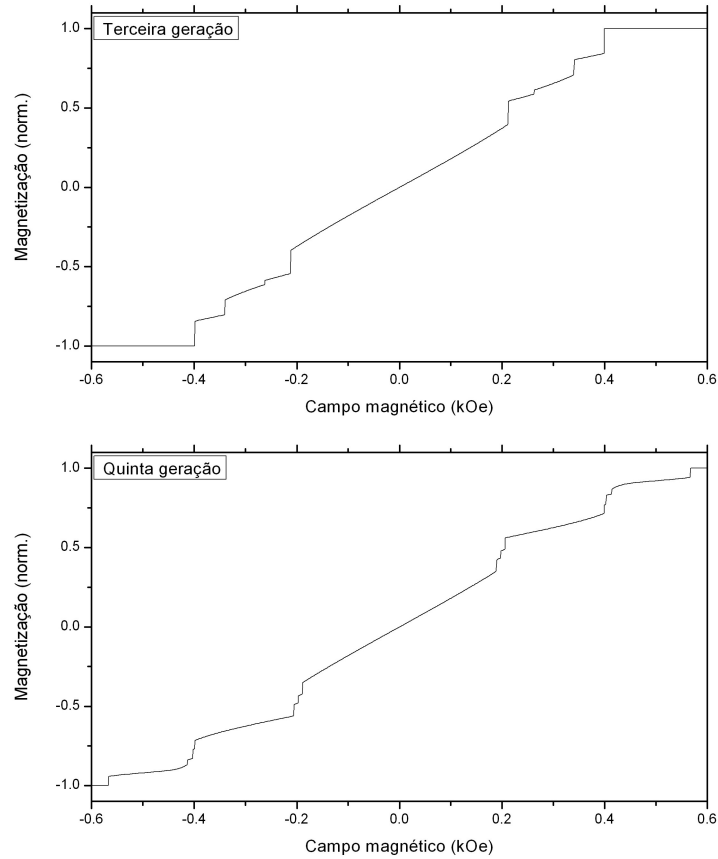 Terceira geração
1.0
0.5
0.0
-0.5
-1.0
Magnetização (norm.)
-0.6 -0.4 -0.2 0.0 0.2 0.4 0.6
Campo magnético (kOe)
Quinta geração
1.0
0.5
0.0
-0.5
-1.0
Magnetização (norm.)
-0.6 -0.4 -0.2 0.0 0.2 0.4 0.6
Campo magnético (kOe)